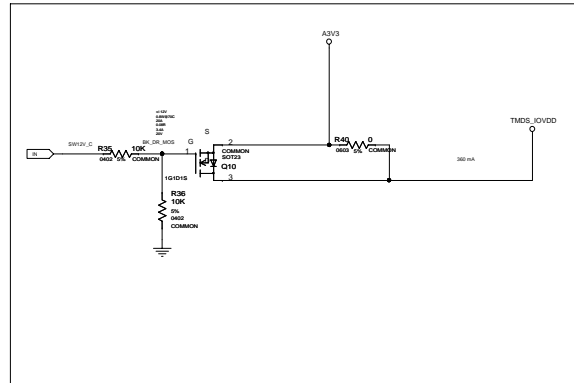 A3V3
TMDS_IOVDD
S
SW12V_C
R35
10K
BK_DR_MOS
G
1
2
R40
0
IN
0402
5%
COMMON
COMMON
SOT23
0603
5%
COMMON
Q10
360 mA
1G1D1S
3
R36
10K
5%
0402
COMMON